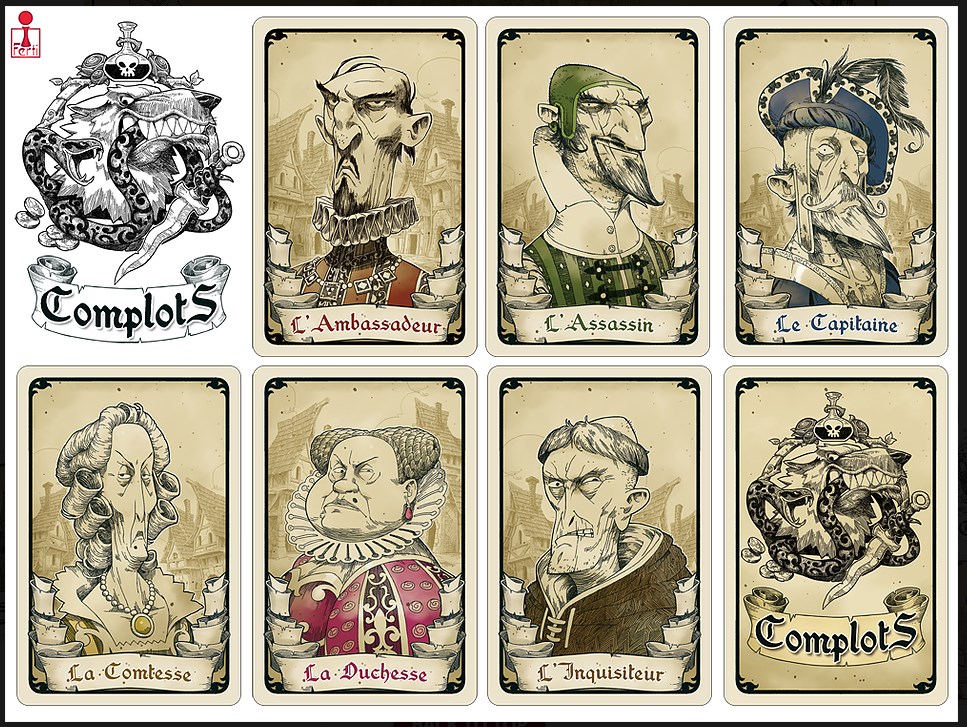 Ferti
Complots
L'Ambassadeur
L'Assassin
Le Capitaine
La Comtesse
La Duchesse
L'Inquisiteur
Complots